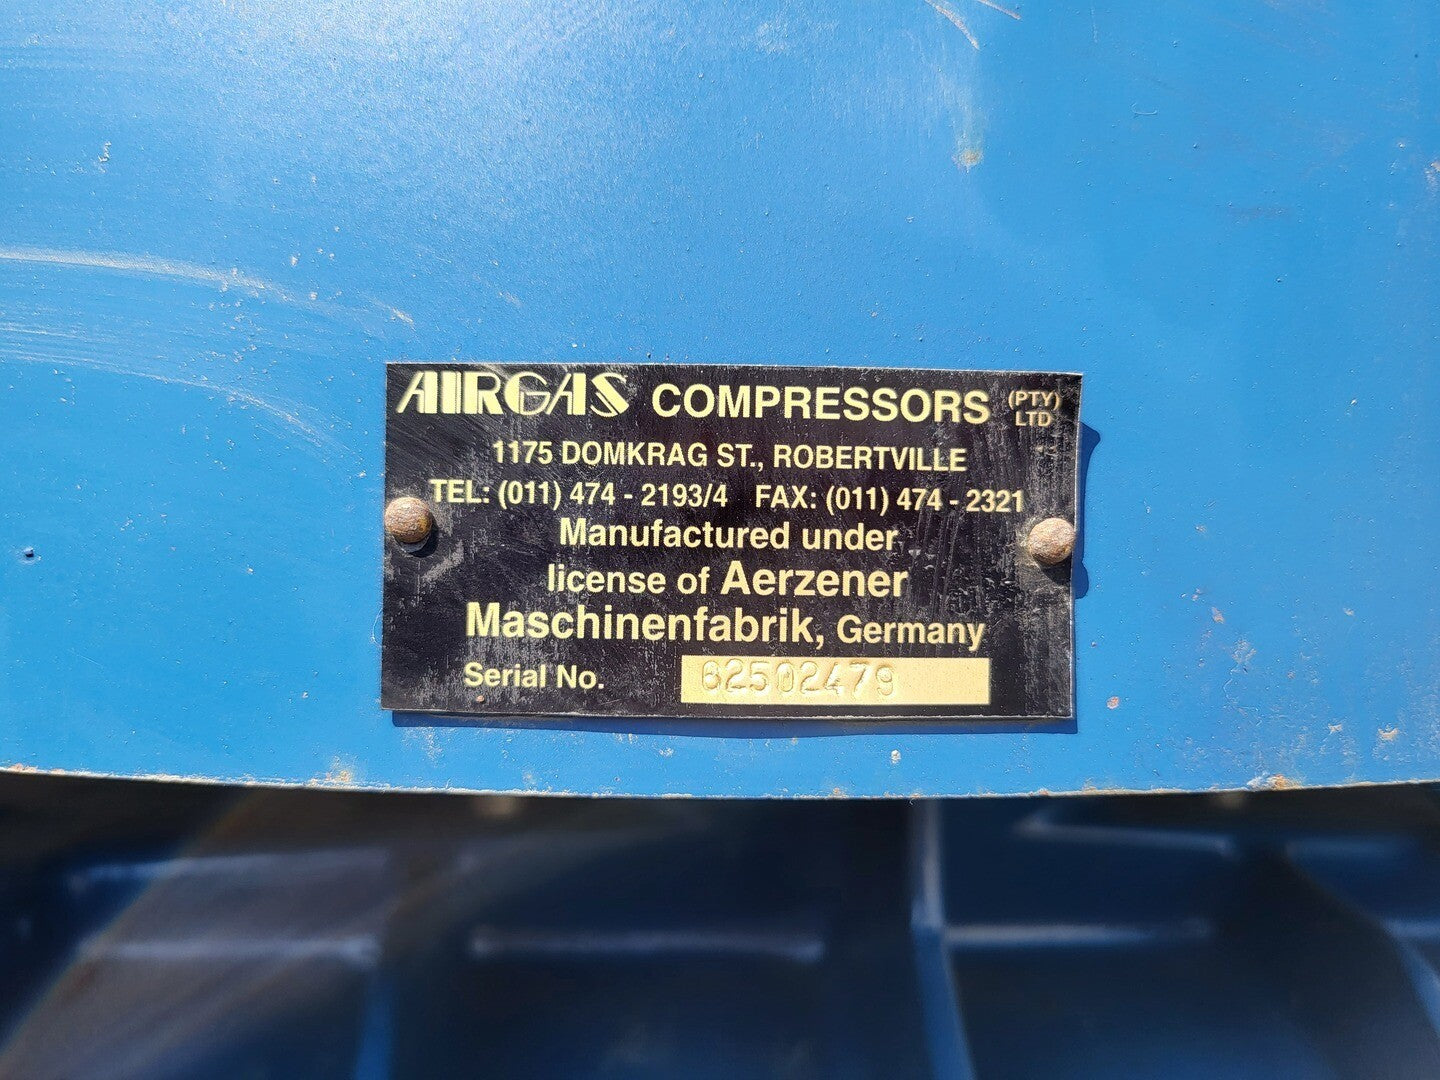 AIRGAS COMPRESSORS (PTY) LTD
1175 DOMKRAG ST., ROBERTVILLE
TEL: (011) 474 - 2193/4 FAX: (011) 474 - 2321
Manufactured under
license of Aerzener
Maschinenfabrik, Germany
Serial No. 62502479